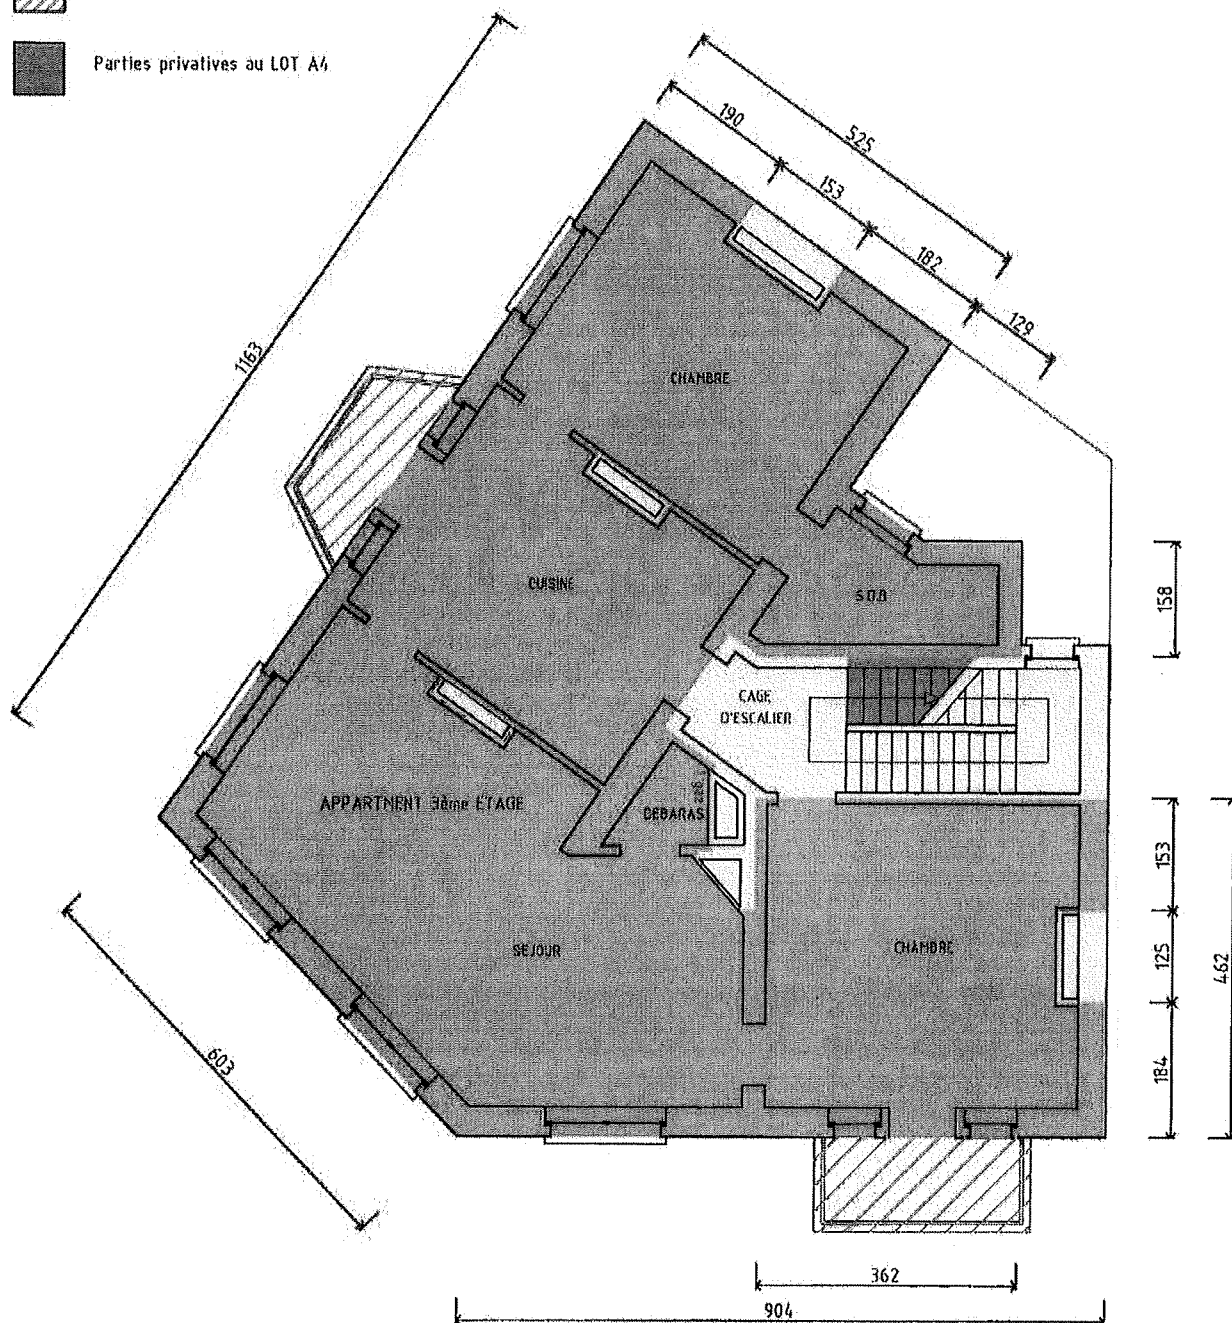 Parties privatives au LOT A4
190
525
153
182
129
1163
CHAMBRE
CUISINE
S.D.B
158
CAGE
D'ESCALIER
APPARTMENT 3ème ETAGE
DEBARAS
228
153
SEJOUR
CHAMBRE
125
462
184
603
362
904